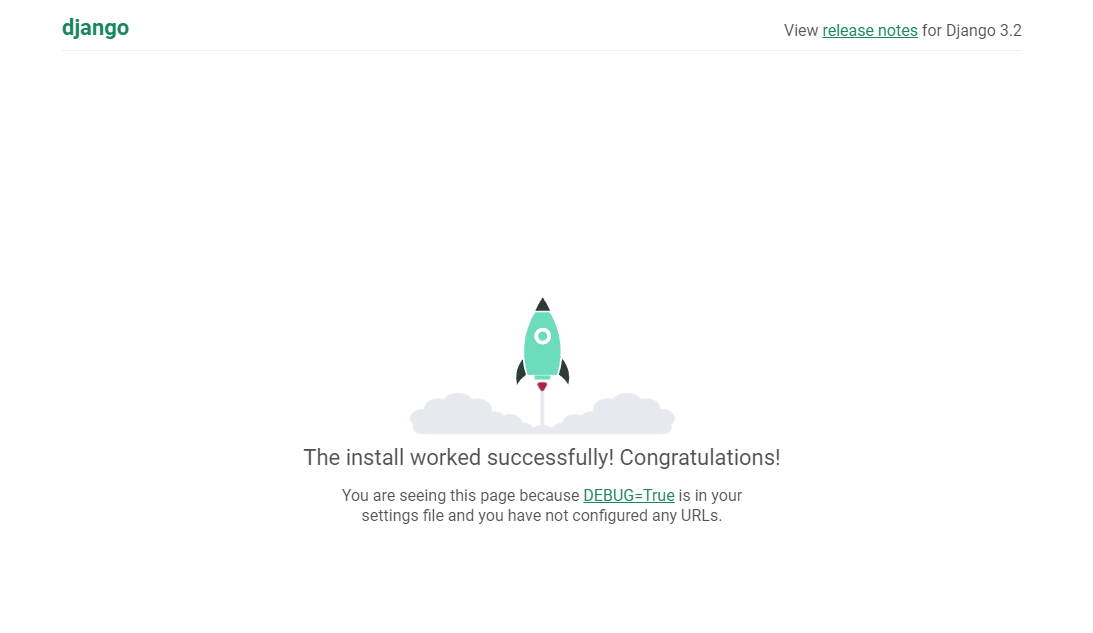 django
View release notes for Django 3.2
The install worked successfully! Congratulations!
You are seeing this page because DEBUG=True is in your
settings file and you have not configured any URLs.